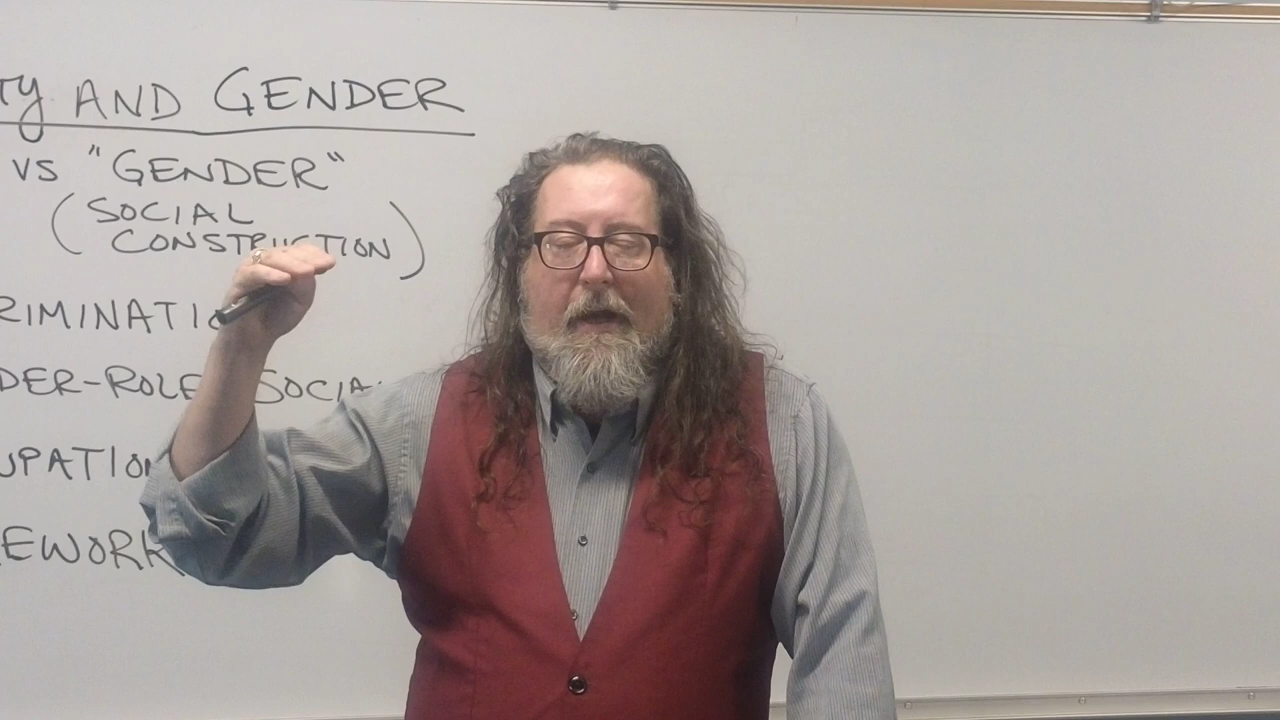 TY AND GENDER
VS "GENDER"
(SOCIAL
CONSTRUCTION)
RIMINATIO
DER-ROLE SOCIA
UPATION
EWORK